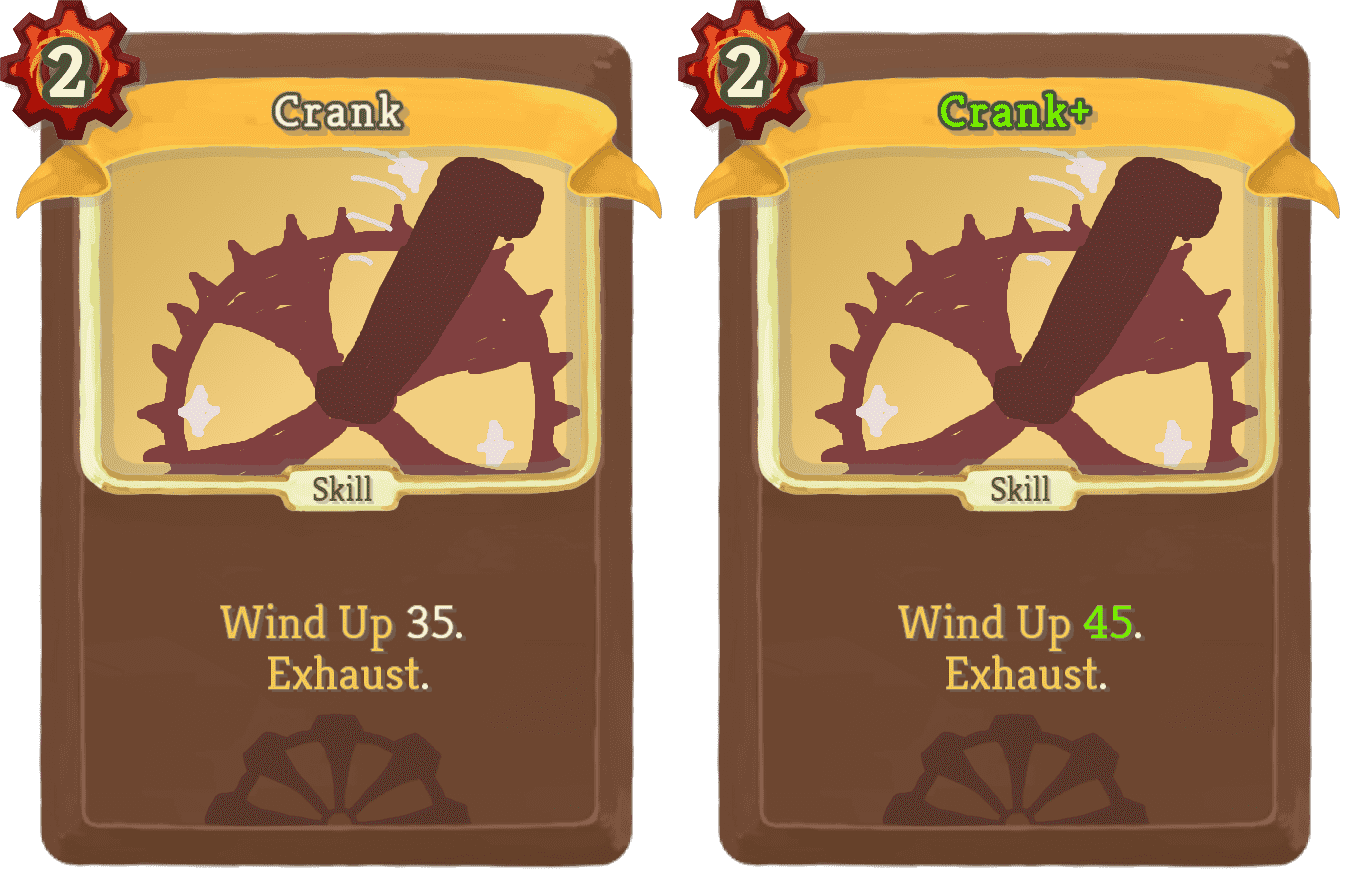 2
Crank
Skill
Wind Up 35.
Exhaust.
2
Crank+
Skill
Wind Up 45.
Exhaust.